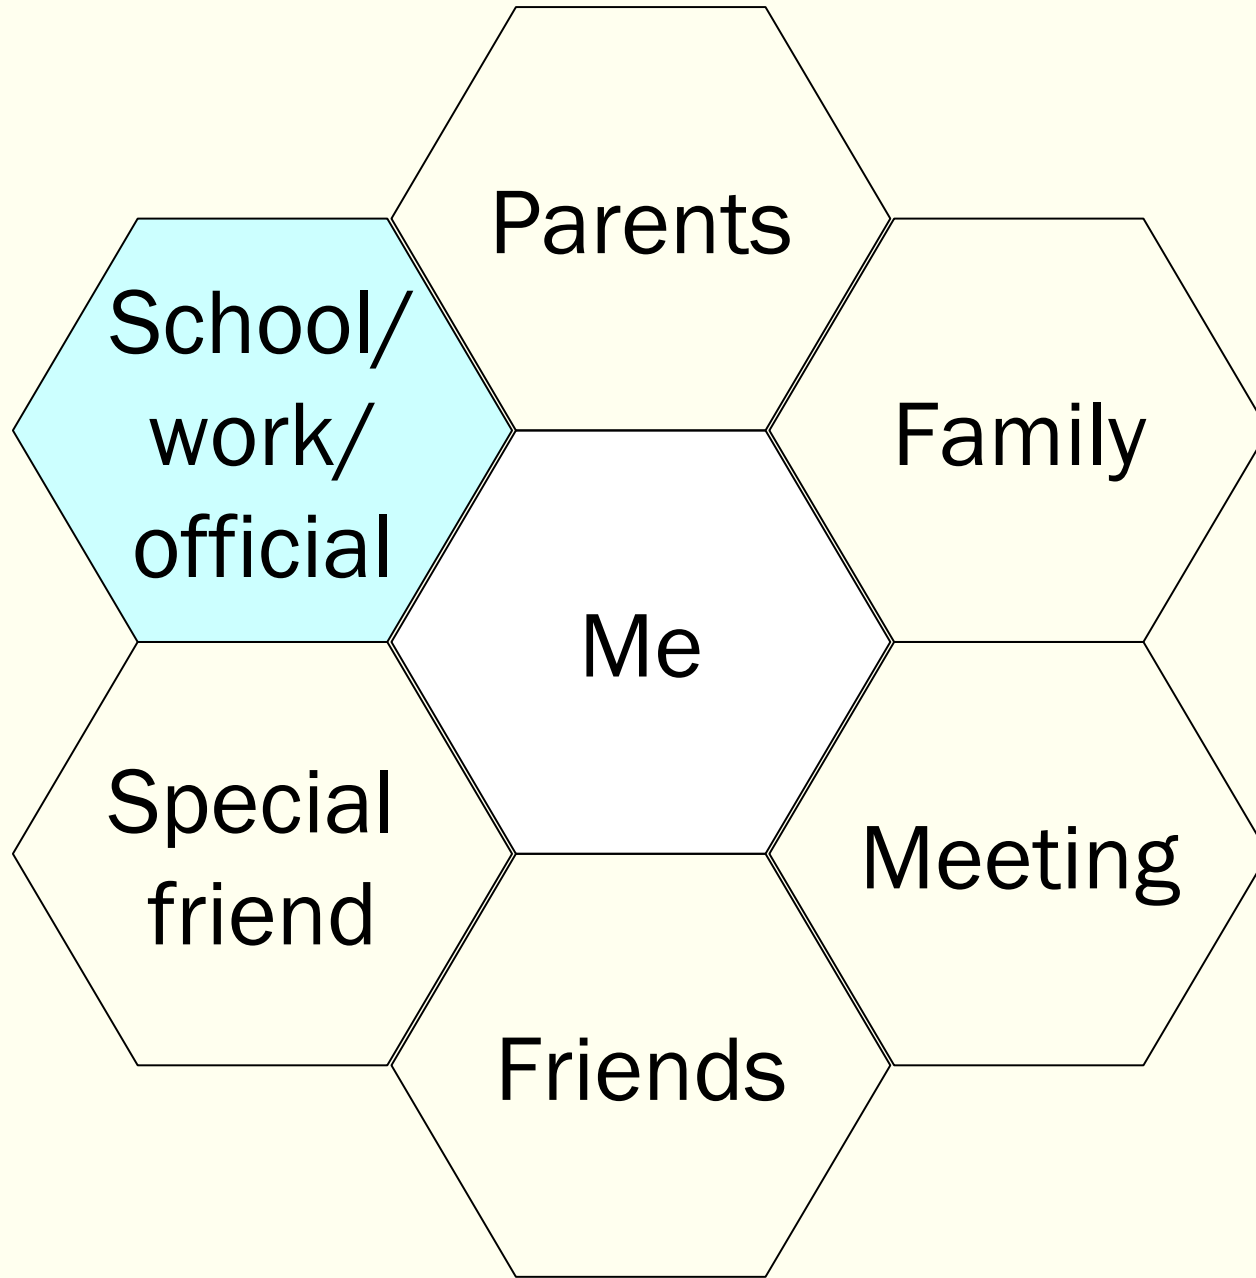 Parents
School/
work/
official
Family
Me
Special
friend
Meeting
Friends